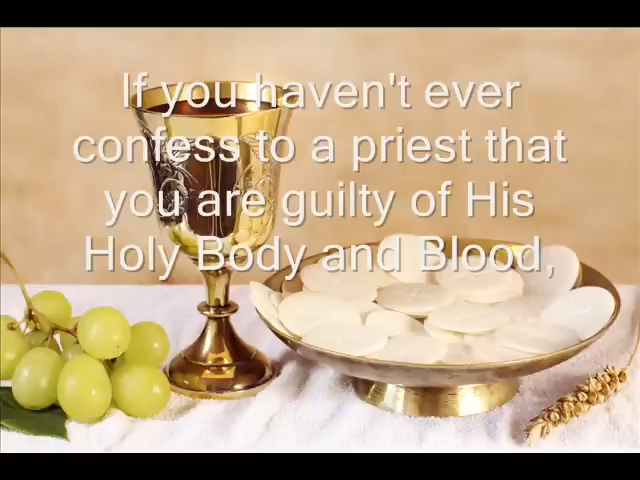 If you haven't ever
confess to a priest that
you are guilty of His
Holy Body and Blood,